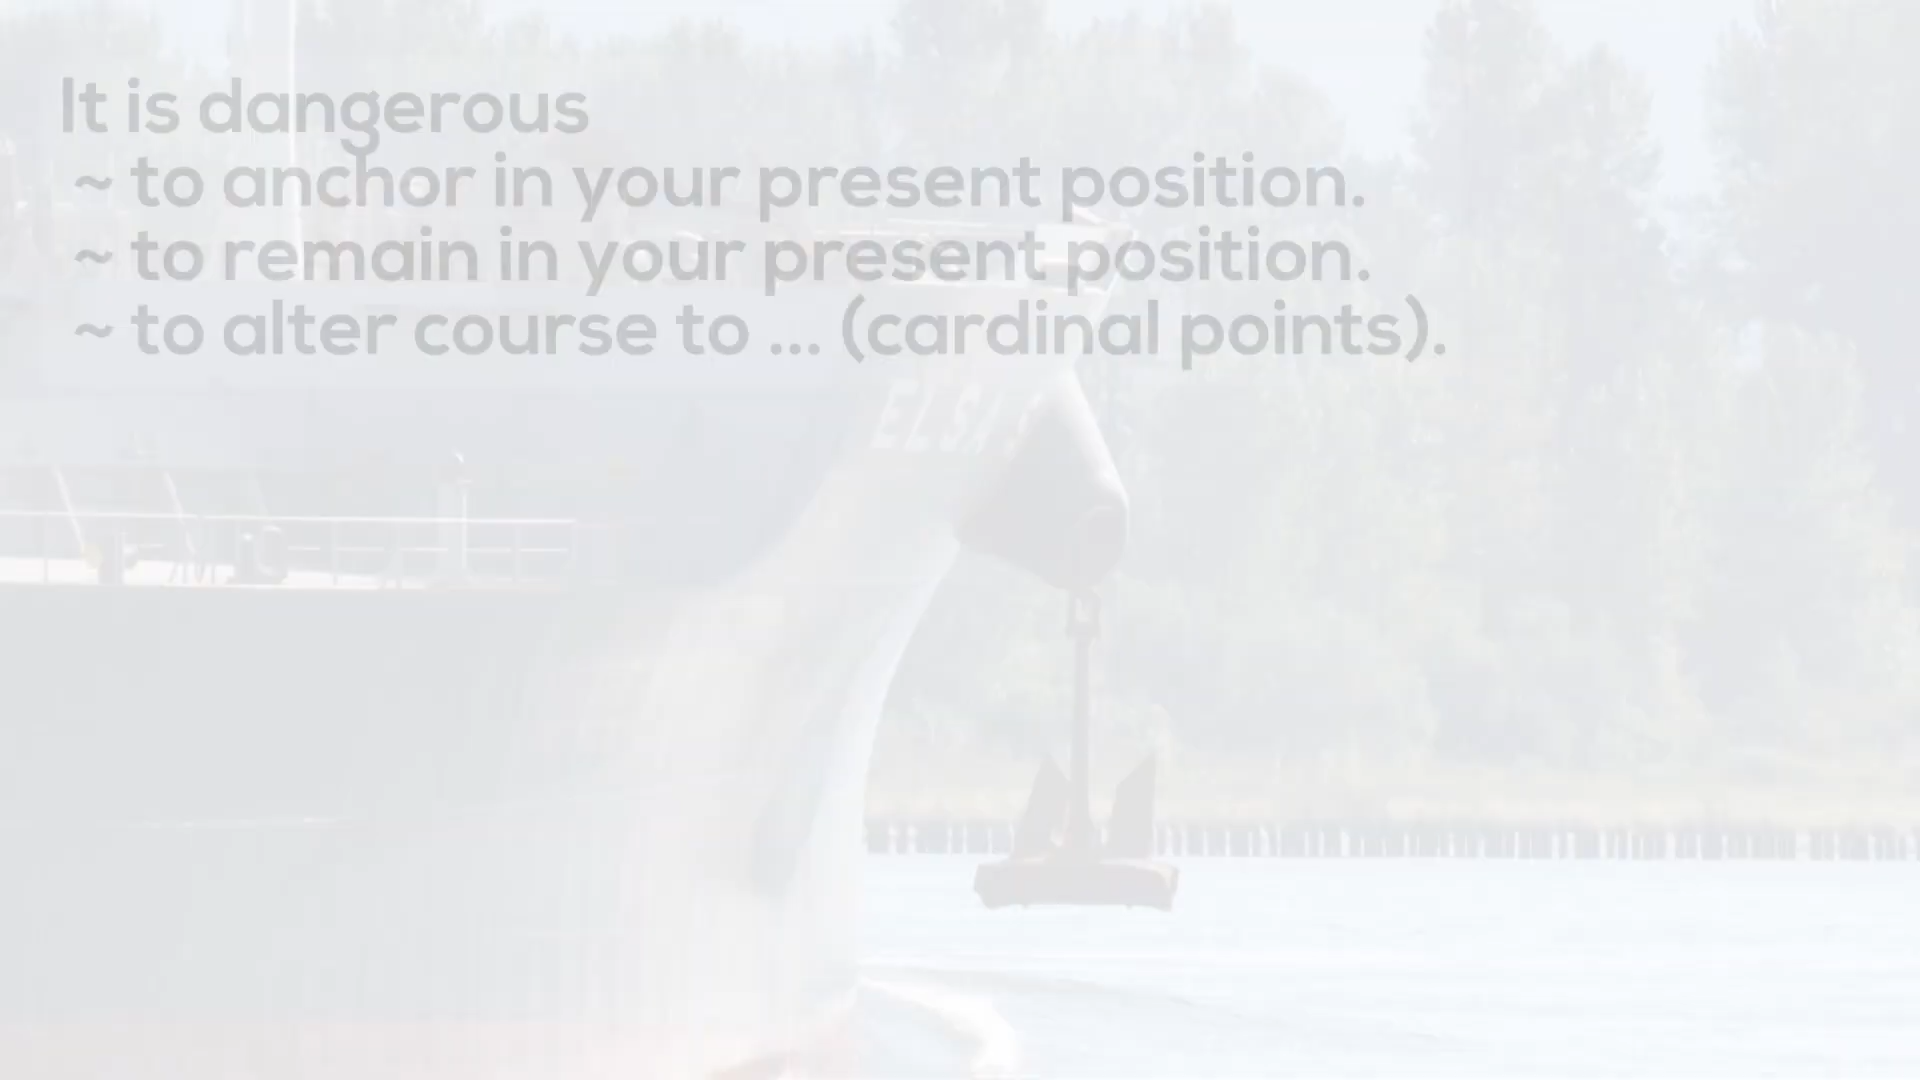 It is dangerous
~ to anchor in your present position.
~ to remain in your present position.
~ to alter course to ... (cardinal points).
ELSA